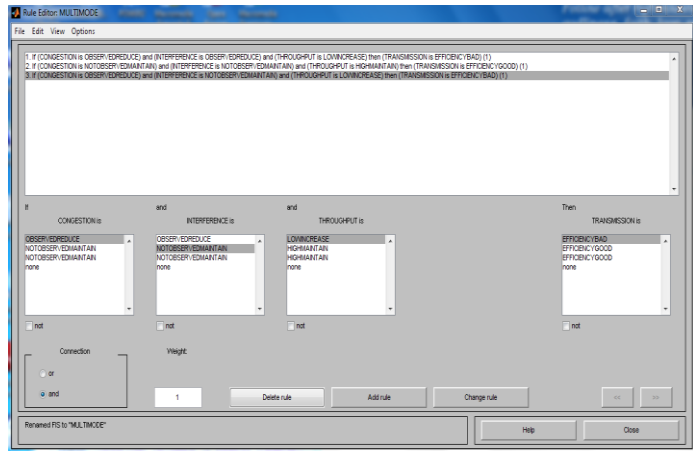 Rule Editor: MULTIMODE
File Edit View Options
1. If (CONGESTION is OBSERVEDREDUCE) and (INTERFERENCE is OBSERVEDREDUCE) and (THROUGHPUT is LOWINCREASE) then (TRANSMISSION is EFFICIENCYBAD) (1)
2. If (CONGESTION is NOTOBSERVEDMAINTAIN) and (INTERFERENCE is NOTOBSERVEDMAINTAIN) and (THROUGHPUT is HIGHMAINTAIN) then (TRANSMISSION is EFFICIENCYGOOD) (1)
3. If (CONGESTION is OBSERVEDREDUCE) and (INTERFERENCE is NOTOBSERVEDMAINTAIN) and (THROUGHPUT is LOWINCREASE) then (TRANSMISSION is EFFICIENCYBAD) (1)
If and and Then
CONGESTION is INTERFERENCE is THROUGHPUT is TRANSMISSION is
OBSERVEDREDUCE OBSERVEDREDUCE LOWINCREASE EFFICIENCYBAD
NOTOBSERVEDMAINTAIN NOTOBSERVEDMAINTAIN HIGHMAINTAIN EFFICIENCYGOOD
NOTOBSERVEDMAINTAIN NOTOBSERVEDMAINTAIN HIGHMAINTAIN EFFICIENCYGOOD
none none none none
not not not not
Connection Weight:
or
and 1 Delete rule Add rule Change rule << >>
Renamed FIS to "MULTIMODE" Help Close